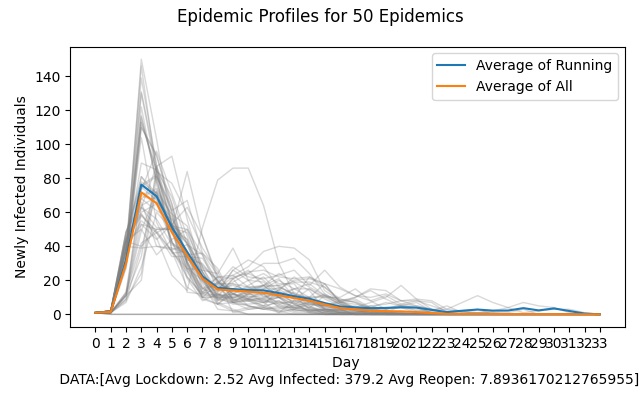 Epidemic Profiles for 50 Epidemics
Average of Running
Average of All
Newly Infected Individuals
140
120
100
80
60
40
20
0
0 1 2 3 4 5 6 7 8 9 10 11 12 13 14 15 16 17 18 19 20 21 22 23 24 25 26 27 28 29 30 31 32 33
Day
DATA:[Avg Lockdown: 2.52 Avg Infected: 379.2 Avg Reopen: 7.8936170212765955]